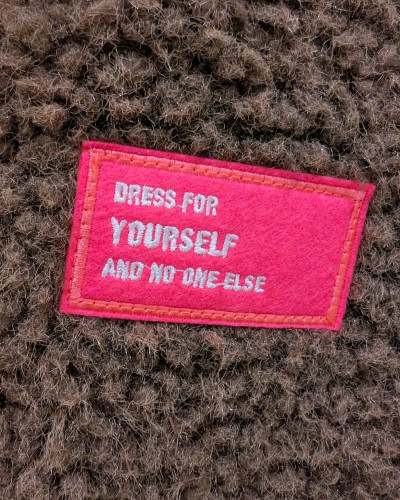 DRESS FOR
YOURSELF
AND NO ONE ELSE